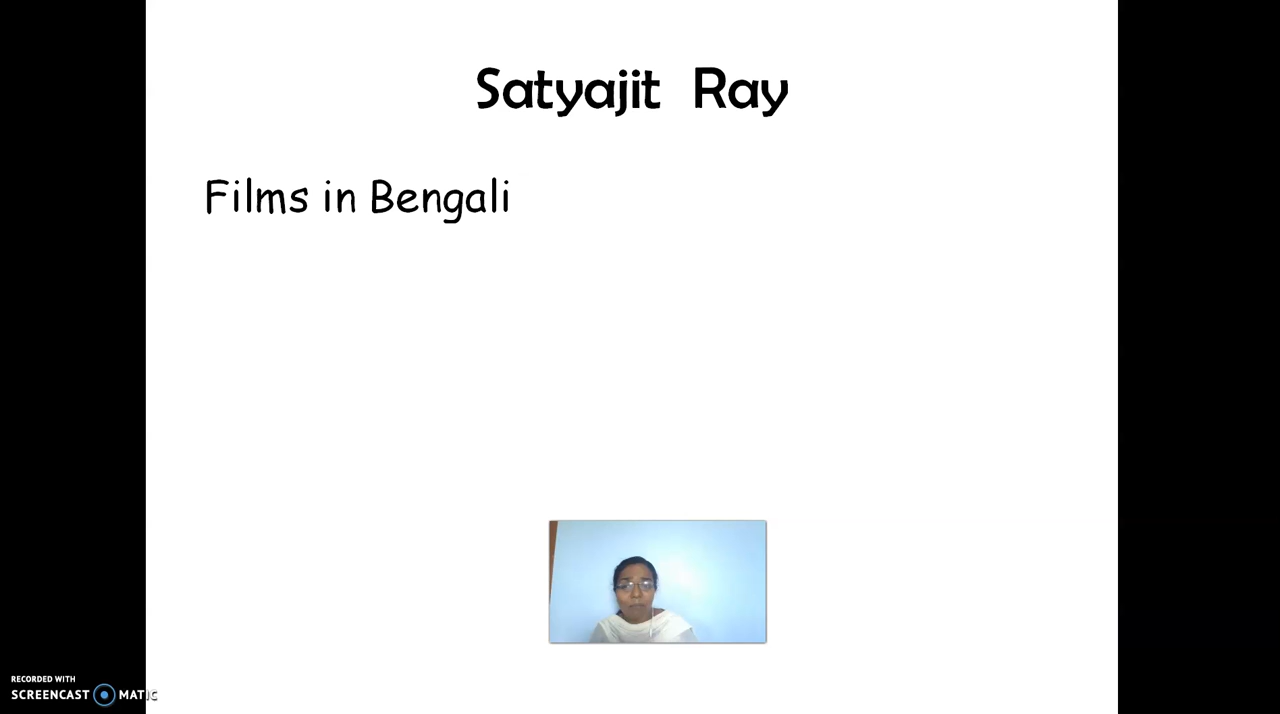 Satyajit Ray
Films in Bengali
RECORDED WITH
SCREENCAST MATIC